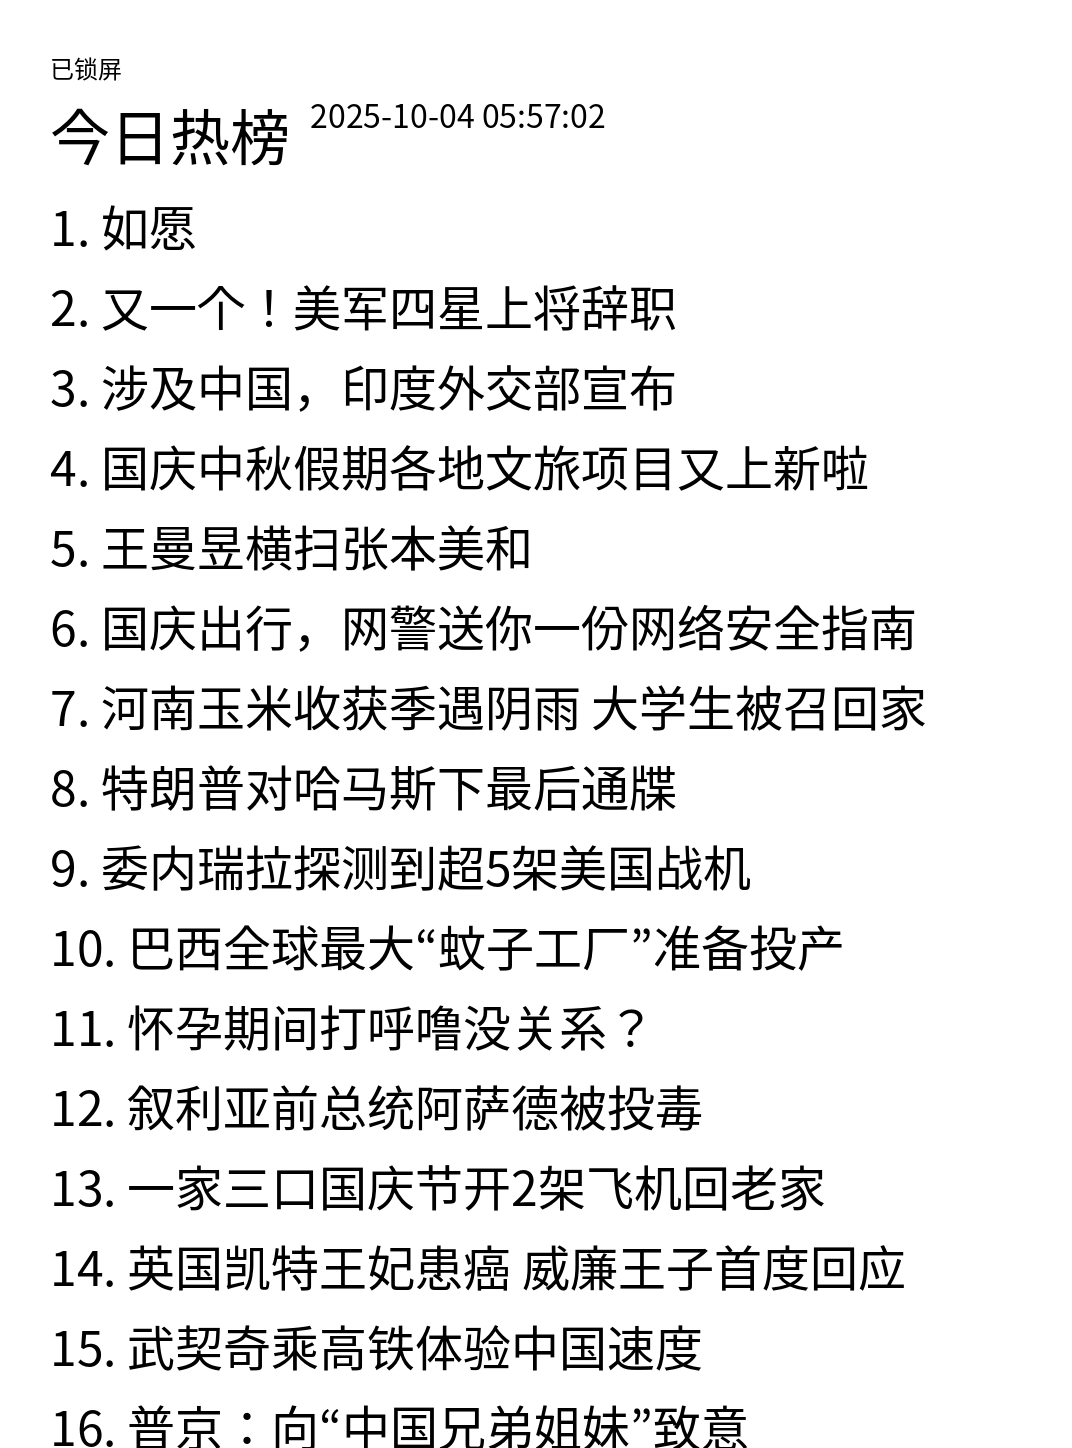 已锁屏
今日热榜 2025-10-04 05:57:02
1. 如愿
2. 又一个！美军四星上将辞职
3. 涉及中国，印度外交部宣布
4. 国庆中秋假期各地文旅项目又上新啦
5. 王曼昱横扫张本美和
6. 国庆出行，网警送你一份网络安全指南
7. 河南玉米收获季遇阴雨 大学生被召回家
8. 特朗普对哈马斯下最后通牒
9. 委内瑞拉探测到超5架美国战机
10. 巴西全球最大“蚊子工厂”准备投产
11. 怀孕期间打呼噜没关系？
12. 叙利亚前总统阿萨德被投毒
13. 一家三口国庆节开2架飞机回老家
14. 英国凯特王妃患癌 威廉王子首度回应
15. 武契奇乘高铁体验中国速度
16. 普京：向“中国兄弟姐妹”致意